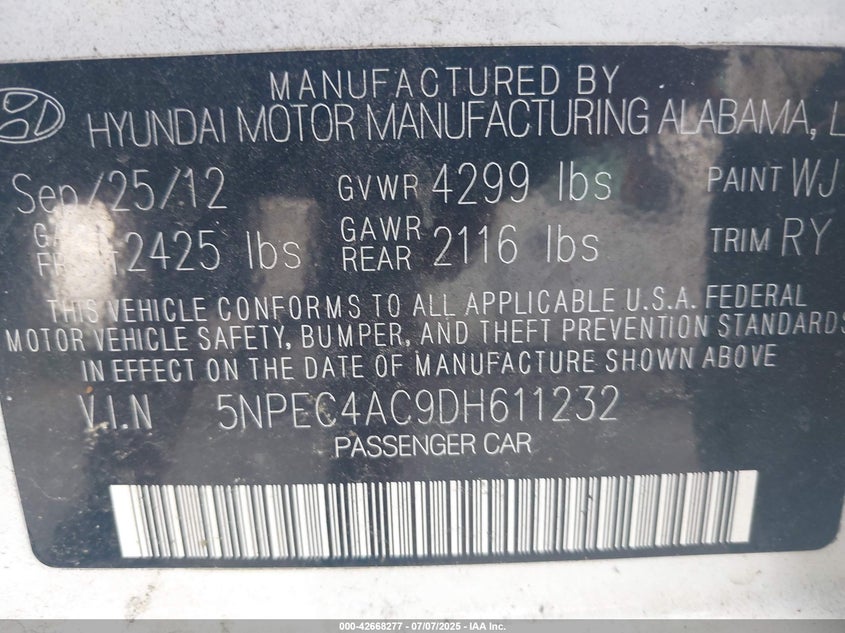 MANUFACTURED BY
HYUNDAI MOTOR MANUFACTURING ALABAMA, L
Sep/25/12 GVWR 4299 lbs PAINT WJ
2425 lbs GAWR REAR 2116 lbs TRIM RY
THIS VEHICLE CONFORMS TO ALL APPLICABLE U.S.A. FEDERAL
MOTOR VEHICLE SAFETY, BUMPER, AND THEFT PREVENTION STANDARDS
IN EFFECT ON THE DATE OF MANUFACTURE SHOWN ABOVE
V.I.N 5NPEC4AC9DH611232
PASSENGER CAR
000-42668277 - 07/07/2025 - IAA Inc.